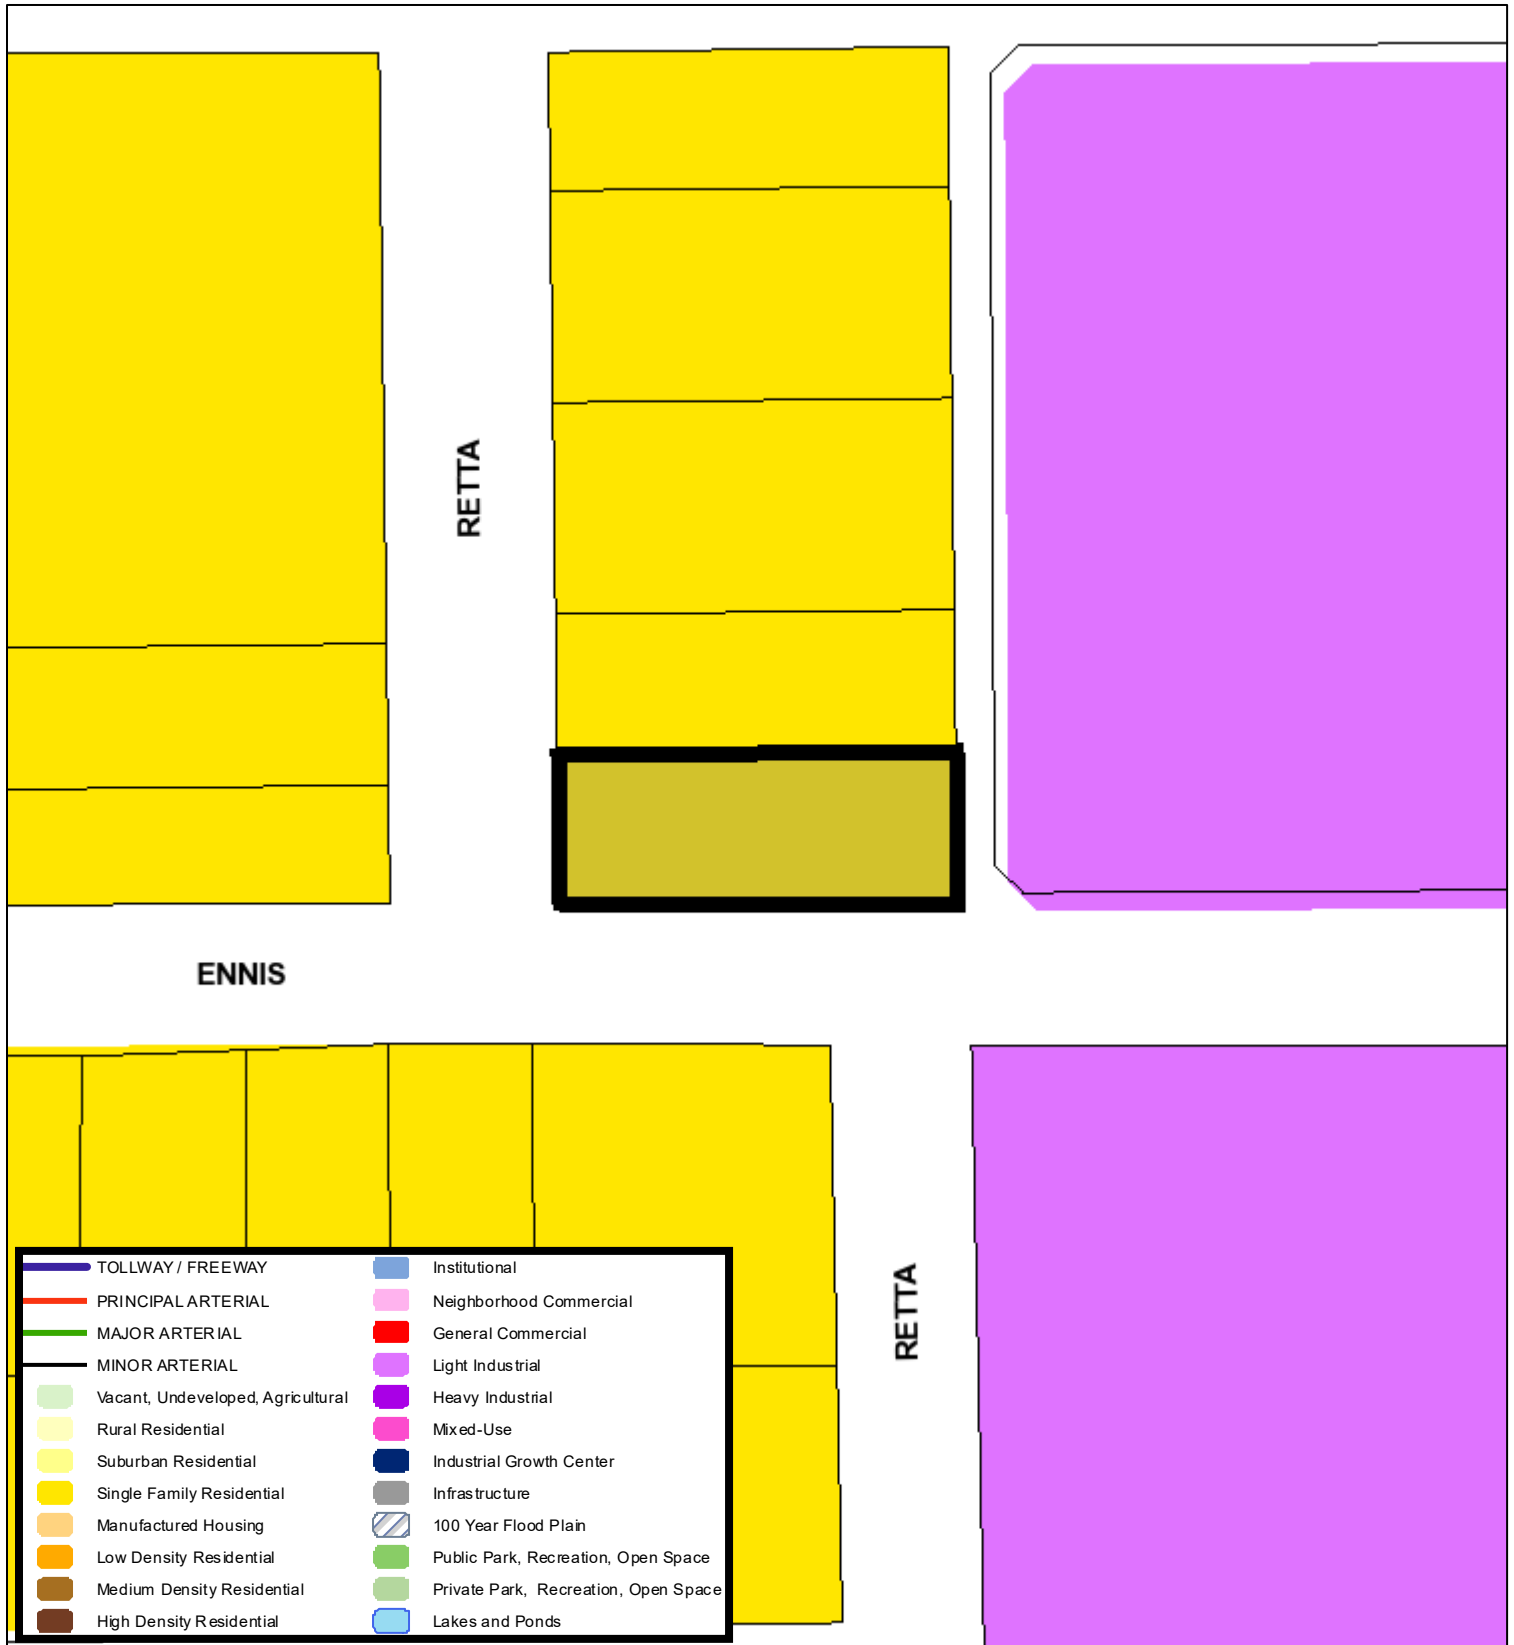 RETTA
ENNIS
RETTA
TOLLWAY / FREEWAY
PRINCIPAL ARTERIAL
MAJOR ARTERIAL
MINOR ARTERIAL
Vacant, Undeveloped, Agricultural
Rural Residential
Suburban Residential
Single Family Residential
Manufactured Housing
Low Density Residential
Medium Density Residential
High Density Residential
Institutional
Neighborhood Commercial
General Commercial
Light Industrial
Heavy Industrial
Mixed-Use
Industrial Growth Center
Infrastructure
100 Year Flood Plain
Public Park, Recreation, Open Space
Private Park, Recreation, Open Space
Lakes and Ponds